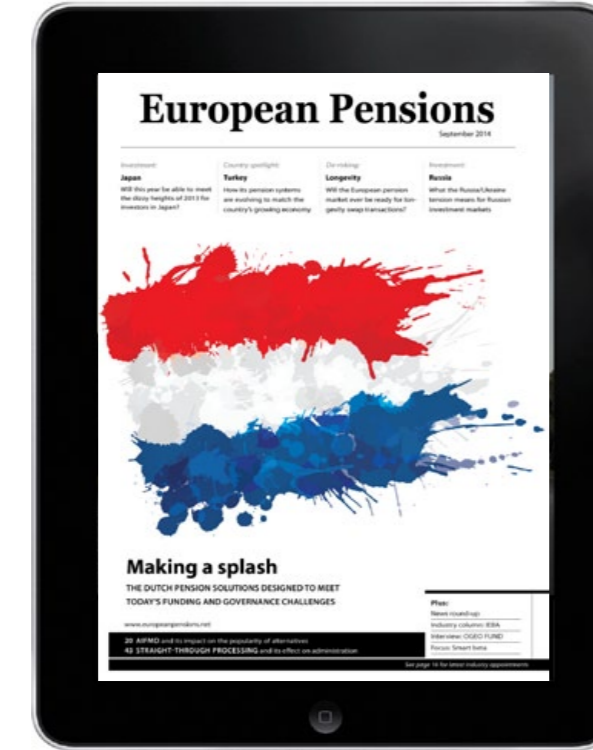 European Pensions
September 2014
Investment:
Japan
Will this year be able to meet
the dizzy heights of 2013 for
investors in Japan?
Country spotlight:
Turkey
How its pension systems
are evolving to match the
country's growing economy
De-risking:
Longevity
Will the European pension
market ever be ready for lon-
gevity swap transactions?
Investment:
Russia
What the Russia/Ukraine
tension means for Russian
investment markets
Making a splash
THE DUTCH PENSION SOLUTIONS DESIGNED TO MEET
TODAY'S FUNDING AND GOVERNANCE CHALLENGES
www.europeanpensions.net
20 AIFMD and its impact on the popularity of alternatives
43 STRAIGHT-THROUGH PROCESSING and its effect on administration
Plus:
News round-up
Industry column: IEBA
Interview: OGEO FUND
Focus: Smart beta
See page 16 for latest industry appointments